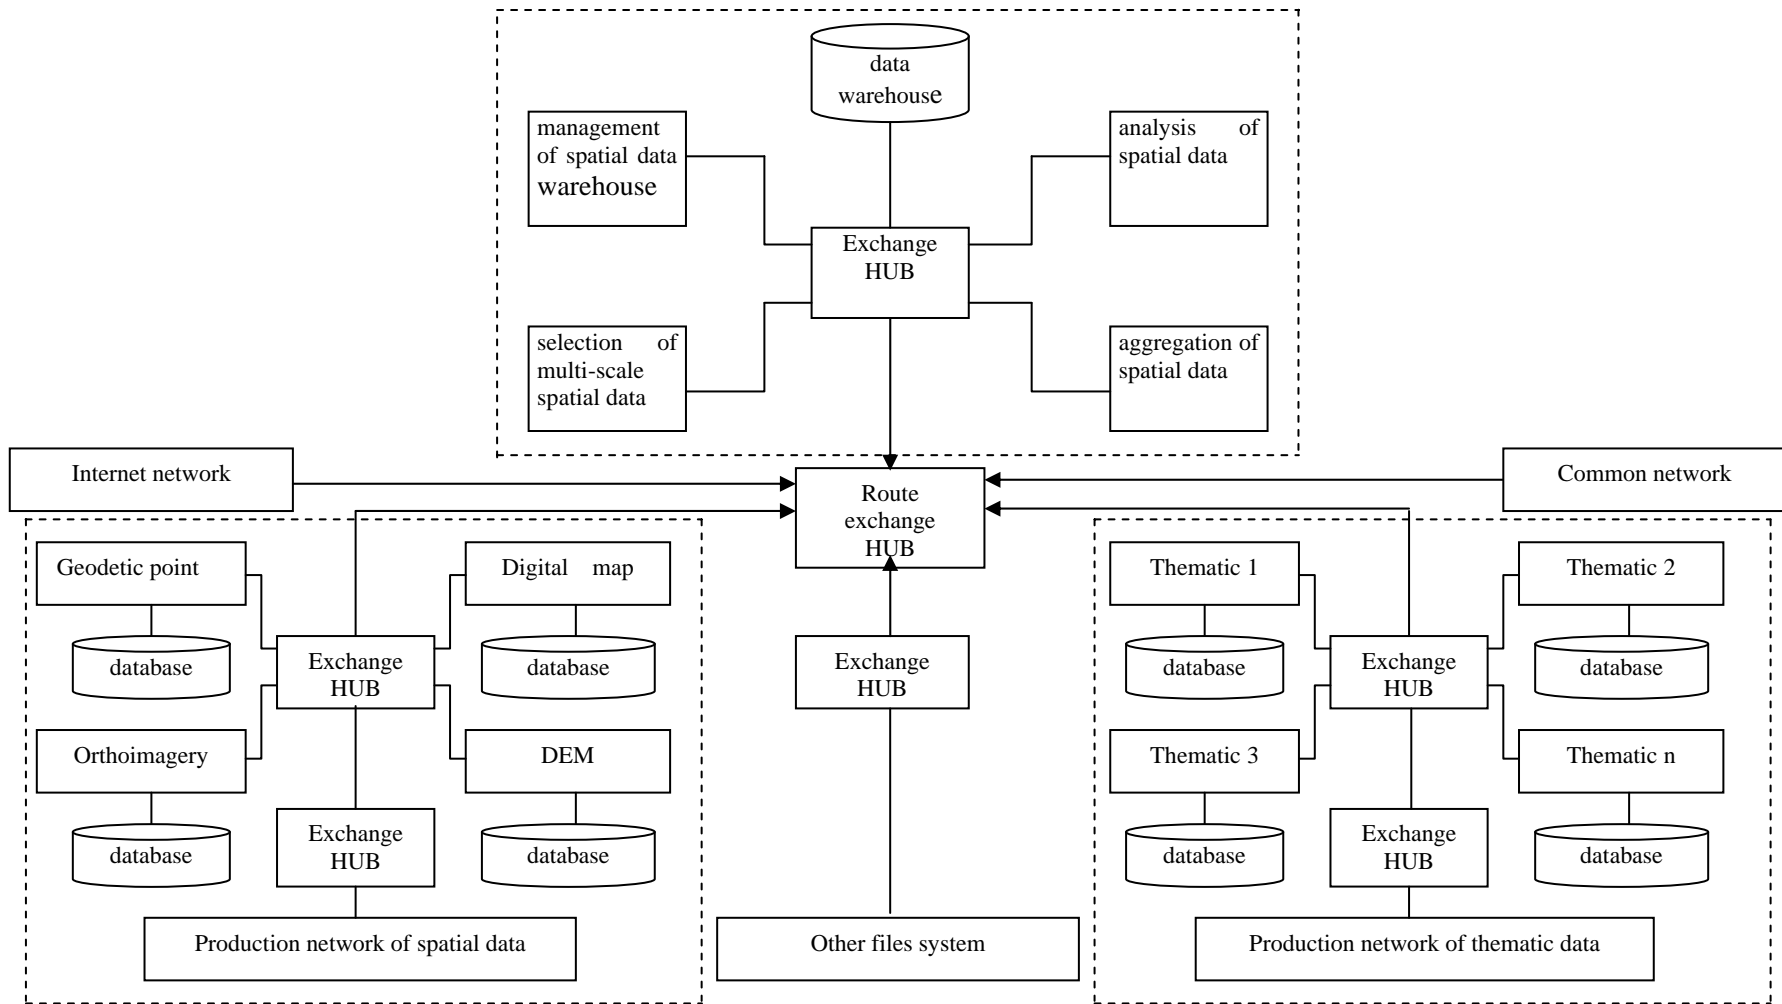 data
warehouse
management
of spatial data
warehouse
analysis of
spatial data
Exchange
HUB
selection of
multi-scale
spatial data
aggregation of
spatial data
Internet network
Common network
Route
exchange
HUB
Geodetic point
Digital map
database
database
Exchange
HUB
Orthoimagery
DEM
database
database
Exchange
HUB
Production network of spatial data
Exchange
HUB
Other files system
Thematic 1
Thematic 2
database
database
Exchange
HUB
Thematic 3
Thematic n
database
database
Exchange
HUB
Production network of thematic data